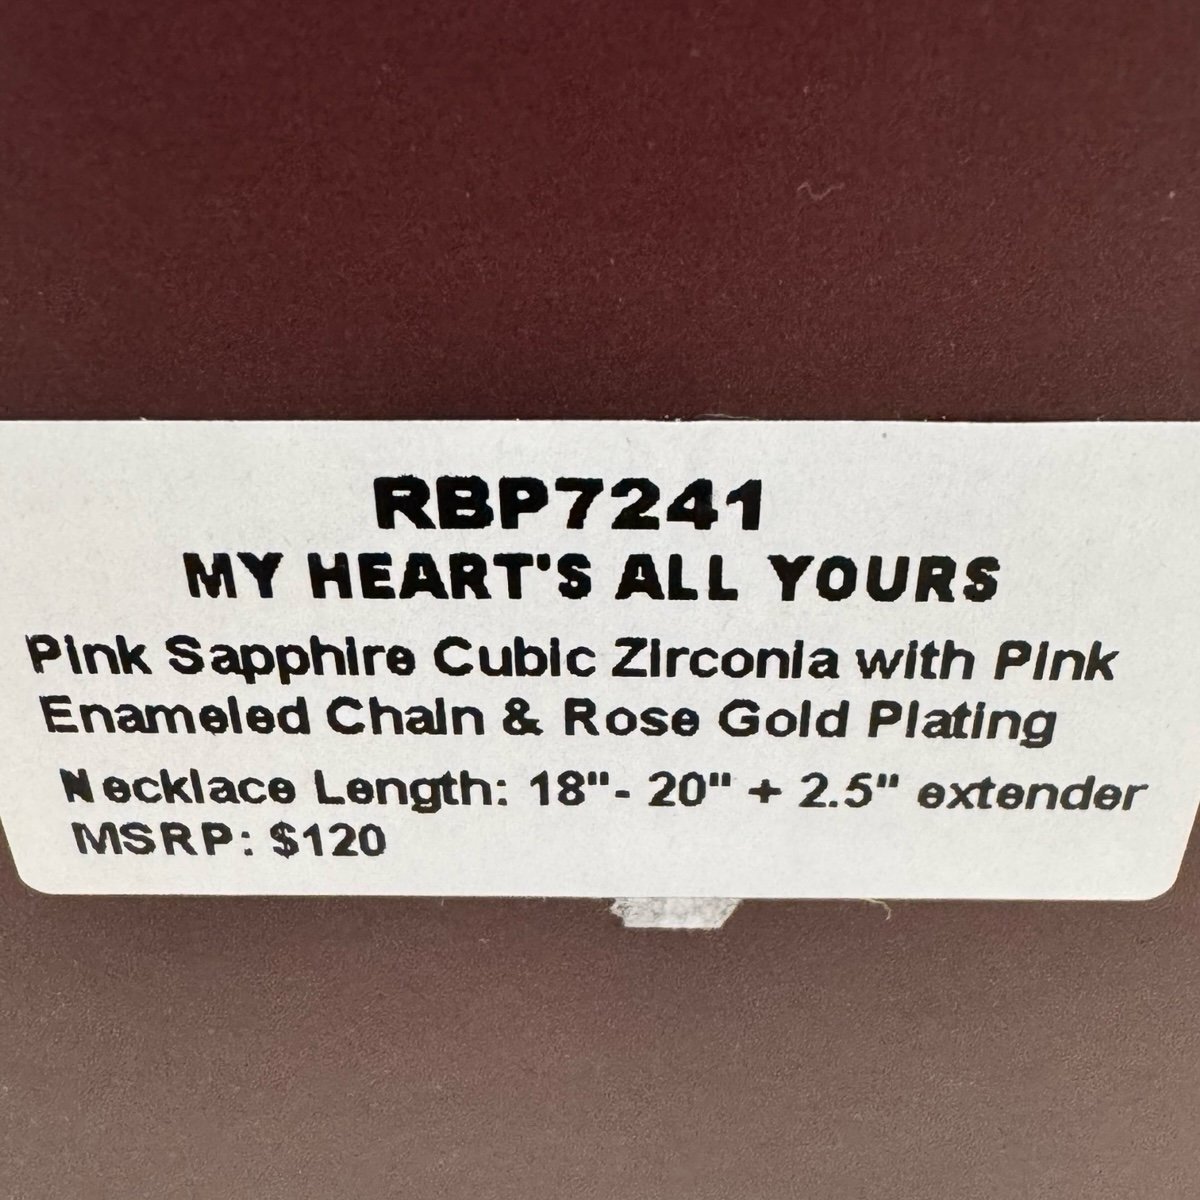 RBP7241
MY HEART'S ALL YOURS
Pink Sapphire Cubic Zirconia with Pink
Enameled Chain & Rose Gold Plating
Necklace Length: 18"- 20" + 2.5" extender
MSRP: $120